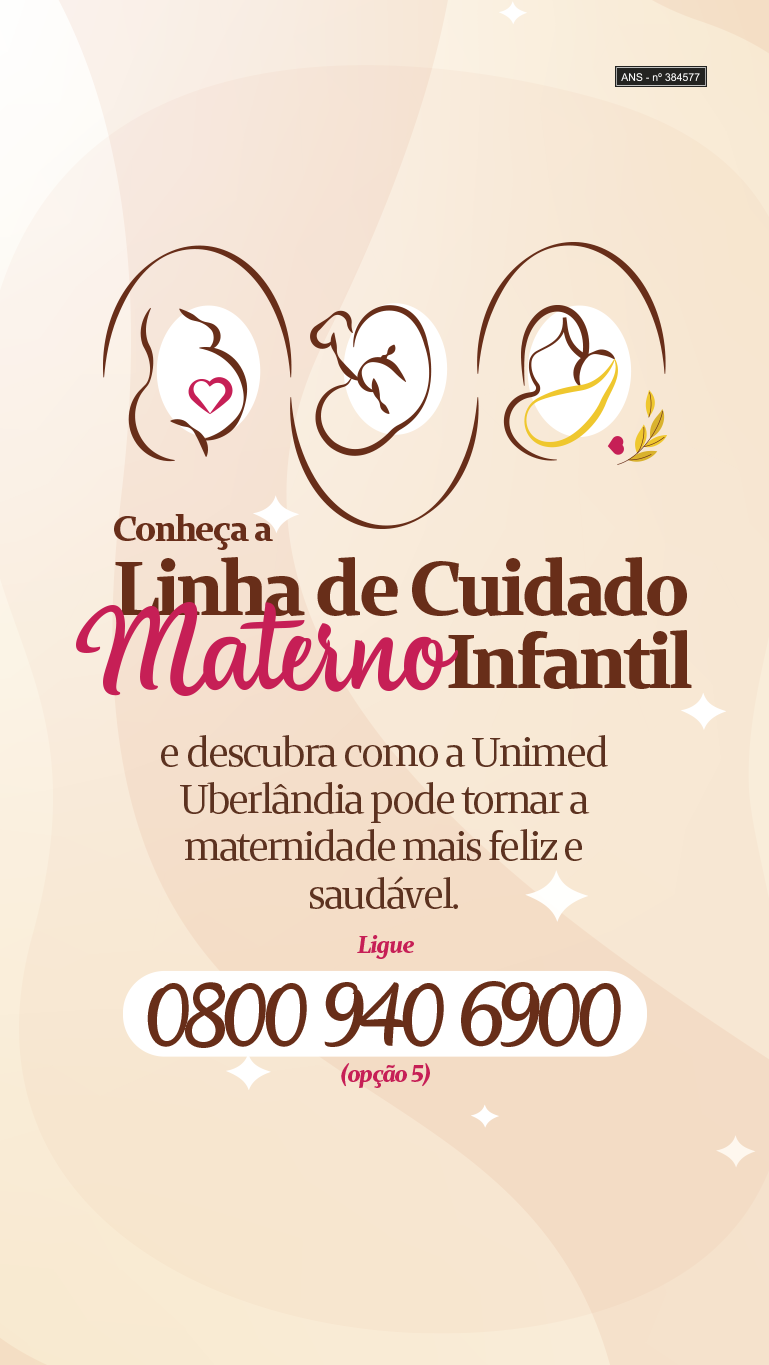 ANS - nº 384577
Conheça a
Linha de Cuidado
Materno Infantil
e descubra como a Unimed
Uberlândia pode tornar a
maternidade mais feliz e
saudável.
Ligue
0800 940 6900
(opção 5)